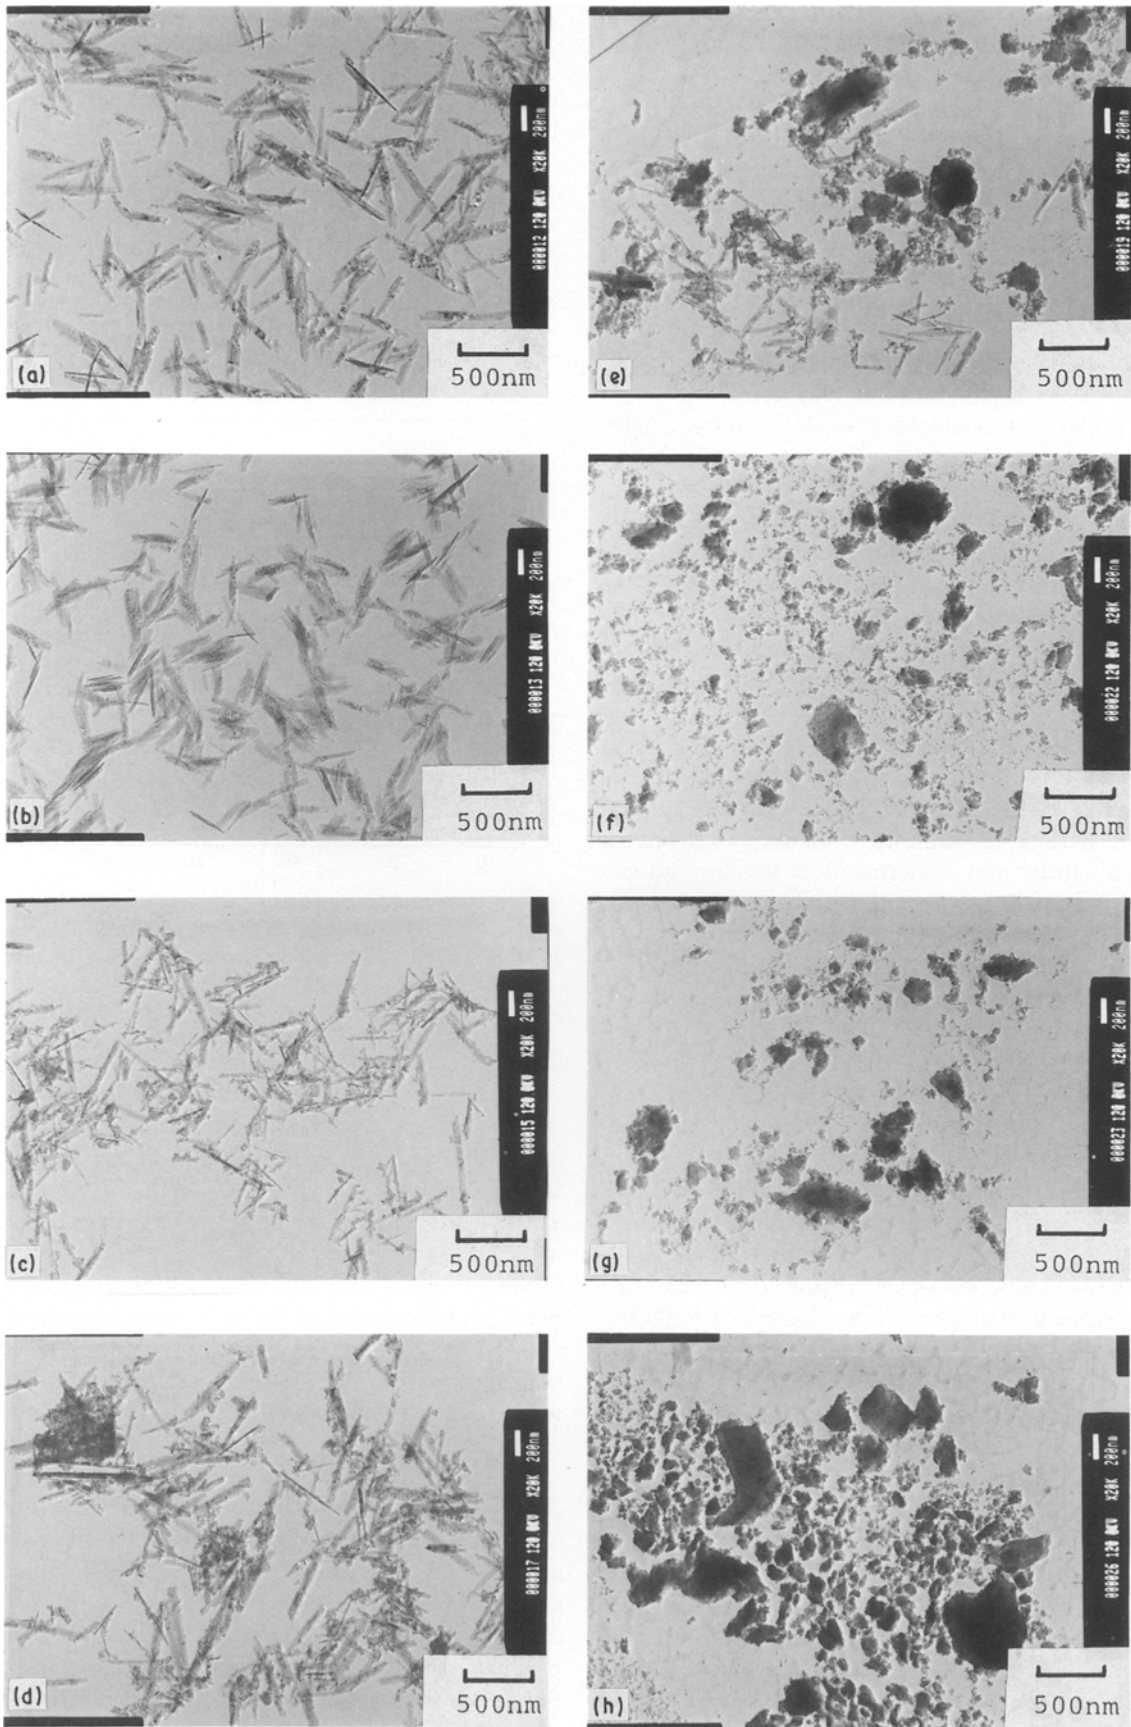 000012 120.0KV X20K 200nm
500nm
(a)
000013 120.0KV X20K 200nm
500nm
(b)
000015 120.0KV X20K 200nm
500nm
(c)
000017 120.0KV X20K 200nm
500nm
(d)
000019 120.0KV X20K 200nm
500nm
(e)
000022 120.0KV X20K 200nm
500nm
(f)
000023 120.0KV X20K 200nm
500nm
(g)
000026 120.0KV X20K 200nm
500nm
(h)